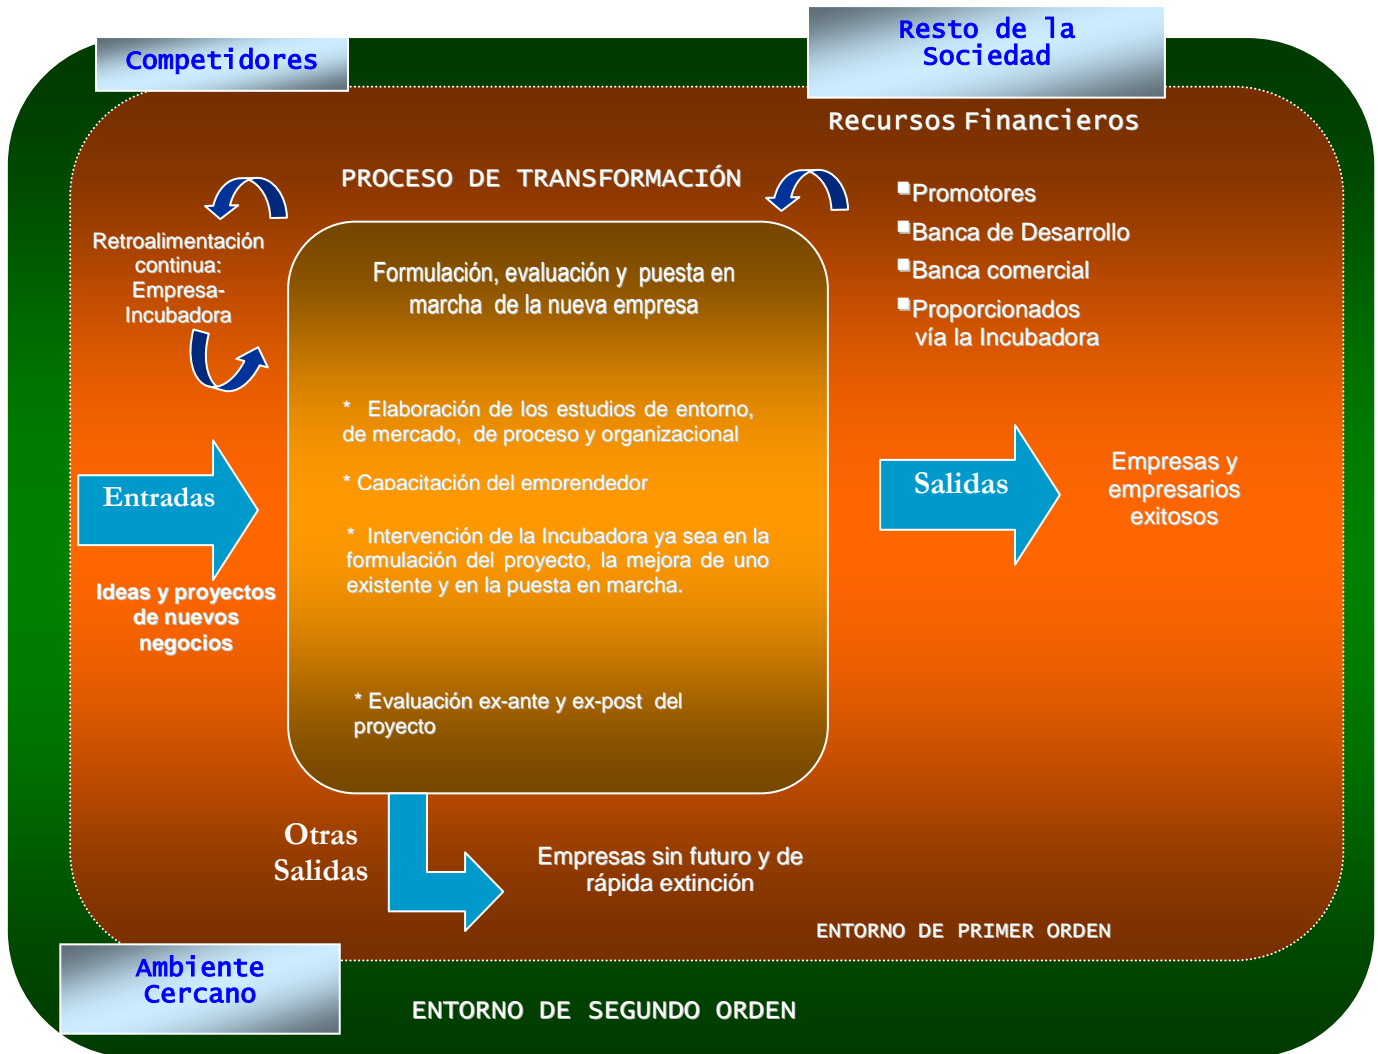 Competidores
Resto de la
Sociedad
Recursos Financieros
PROCESO DE TRANSFORMACIÓN
▪Promotores
▪Banca de Desarrollo
▪Banca comercial
▪Proporcionados
vía la Incubadora
Retroalimentación
continua:
Empresa-
Incubadora
Formulación, evaluación y puesta en
marcha de la nueva empresa
* Elaboración de los estudios de entorno,
de mercado, de proceso y organizacional
* Capacitación del emprendedor
* Intervención de la Incubadora ya sea en la
formulación del proyecto, la mejora de uno
existente y en la puesta en marcha.
* Evaluación ex-ante y ex-post del
proyecto
Entradas
Ideas y proyectos
de nuevos
negocios
Salidas
Empresas y
empresarios
exitosos
Otras
Salidas
Empresas sin futuro y de
rápida extinción
ENTORNO DE PRIMER ORDEN
Ambiente
Cercano
ENTORNO DE SEGUNDO ORDEN